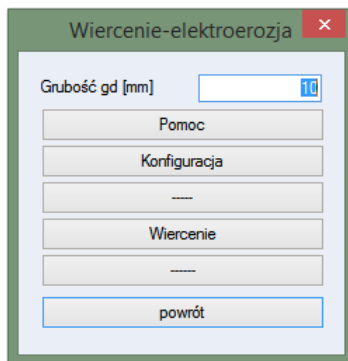 Wiercenie-elektroerozja
Grubość gd [mm] 10
Pomoc
Konfiguracja
-----
Wiercenie
------
powrót